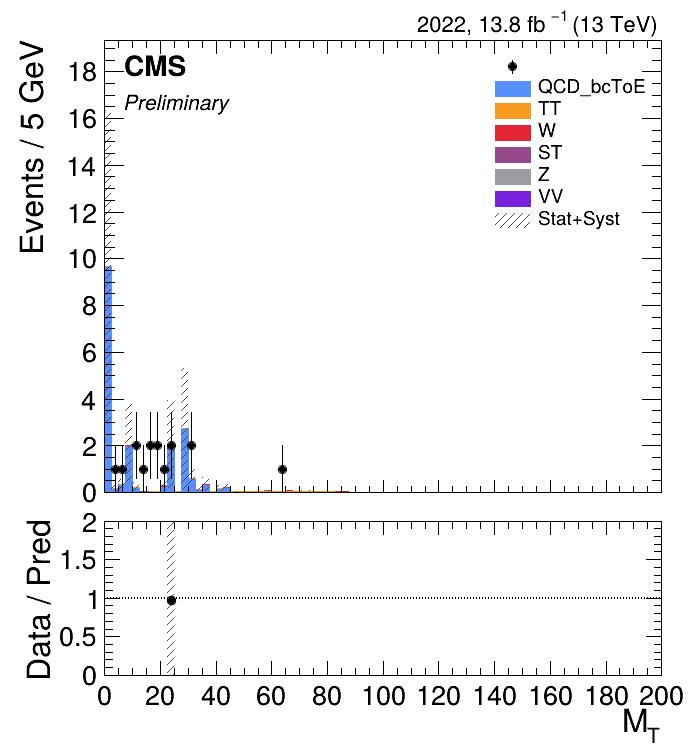 2022, 13.8 fb⁻¹ (13 TeV)
CMS
Preliminary
QCD_bcToE
TT
W
ST
Z
VV
Stat+Syst
Events / 5 GeV
18
16
14
12
10
8
6
4
2
0
Data / Pred
2
1.5
1
0.5
0
0 20 40 60 80 100 120 140 160 180 200
M_T